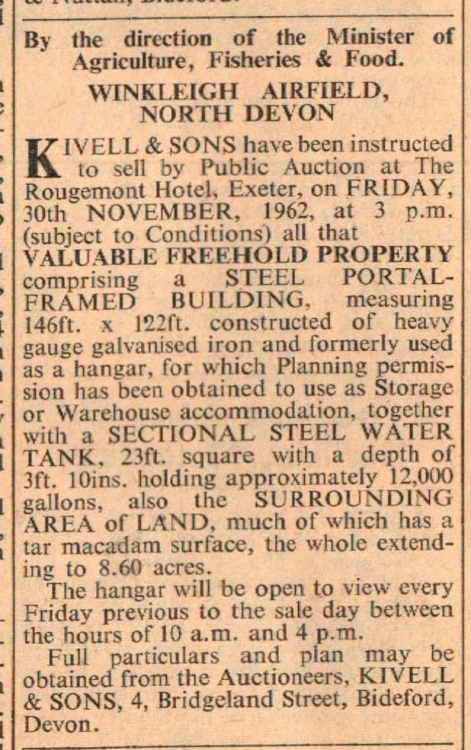 & Nuttall, Bideford.
By the direction of the Minister of
Agriculture, Fisheries & Food.
WINKLEIGH AIRFIELD,
NORTH DEVON
KIVELL & SONS have been instructed
to sell by Public Auction at The
Rougemont Hotel, Exeter, on FRIDAY,
30th NOVEMBER, 1962, at 3 p.m.
(subject to Conditions) all that
VALUABLE FREEHOLD PROPERTY
comprising a STEEL PORTAL-
FRAMED BUILDING, measuring
146ft. x 122ft. constructed of heavy
gauge galvanised iron and formerly used
as a hangar, for which Planning permis-
sion has been obtained to use as Storage
or Warehouse accommodation, together
with a SECTIONAL STEEL WATER
TANK, 23ft. square with a depth of
3ft. 10ins. holding approximately 12,000
gallons, also the SURROUNDING
AREA of LAND, much of which has a
tar macadam surface, the whole extend-
ing to 8.60 acres.
The hangar will be open to view every
Friday previous to the sale day between
the hours of 10 a.m. and 4 p.m.
Full particulars and plan may be
obtained from the Auctioneers, KIVELL
& SONS, 4, Bridgeland Street, Bideford,
Devon.